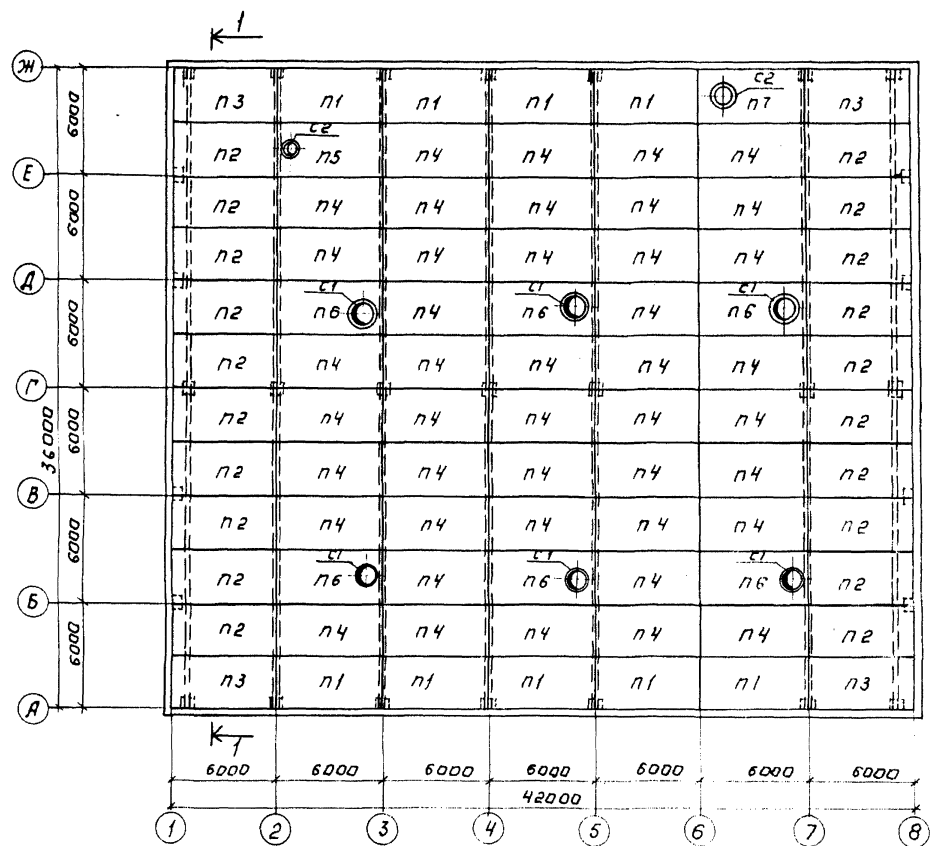 1
Ж
6000
п3 п1 п1 п1 п1 с2 п7 п3
с2
п2 п5 п4 п4 п4 п4 п2
Е
6000
п2 п4 п4 п4 п4 п4 п2
п2 п4 п4 п4 п4 п4 п2
Д
с1 с1 с1
6000
п2 п6 п4 п6 п4 п6 п2
п2 п4 п4 п4 п4 п4 п2
Г
36000
6000
п2 п4 п4 п4 п4 п4 п2
п2 п4 п4 п4 п4 п4 п2
В
6000
п2 п4 п4 п4 п4 п4 п2
с1 с1 с1
п2 п6 п4 п6 п4 п6 п2
Б
6000
п2 п4 п4 п4 п4 п4 п2
п3 п1 п1 п1 п1 п1 п3
А
1
6000 6000 6000 6000 6000 6000 6000
42000
1 2 3 4 5 6 7 8